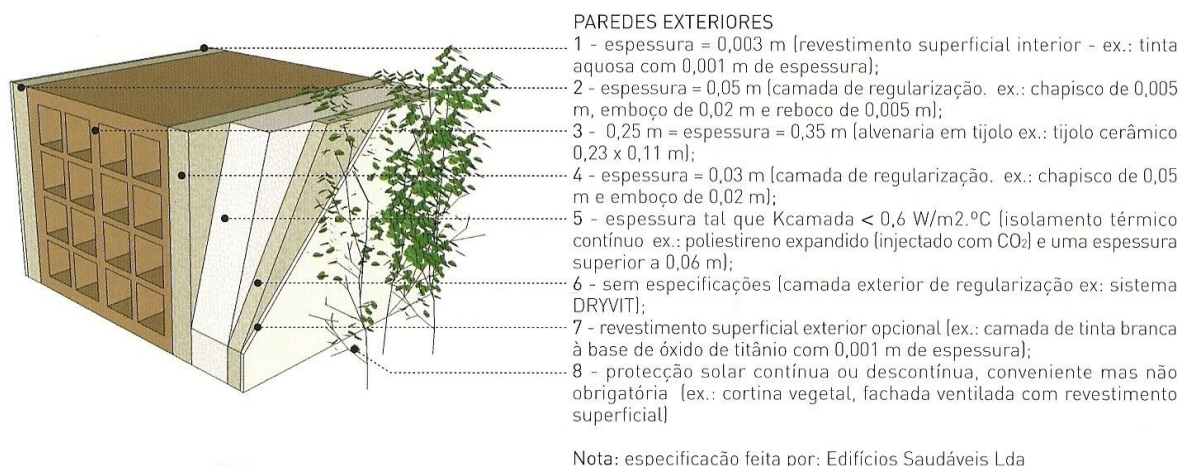 PAREDES EXTERIORES
1 - espessura = 0,003 m (revestimento superficial interior - ex.: tinta
aquosa com 0,001 m de espessura);
2 - espessura = 0,05 m (camada de regularização. ex.: chapisco de 0,005
m, emboço de 0,02 m e reboco de 0,005 m);
3 - 0,25 m = espessura = 0,35 m (alvenaria em tijolo ex.: tijolo cerâmico
0,23 x 0,11 m);
4 - espessura = 0,03 m (camada de regularização. ex.: chapisco de 0,05
m e emboço de 0,02 m);
5 - espessura tal que Kcamada < 0,6 W/m2.ºC (isolamento térmico
contínuo ex.: poliestireno expandido (injectado com CO₂) e uma espessura
superior a 0,06 m);
6 - sem especificações (camada exterior de regularização ex: sistema
DRYVIT);
7 - revestimento superficial exterior opcional (ex.: camada de tinta branca
à base de óxido de titânio com 0,001 m de espessura);
8 - protecção solar contínua ou descontínua, conveniente mas não
obrigatória (ex.: cortina vegetal, fachada ventilada com revestimento
superficial)
Nota: especificação feita por: Edifícios Saudáveis Lda